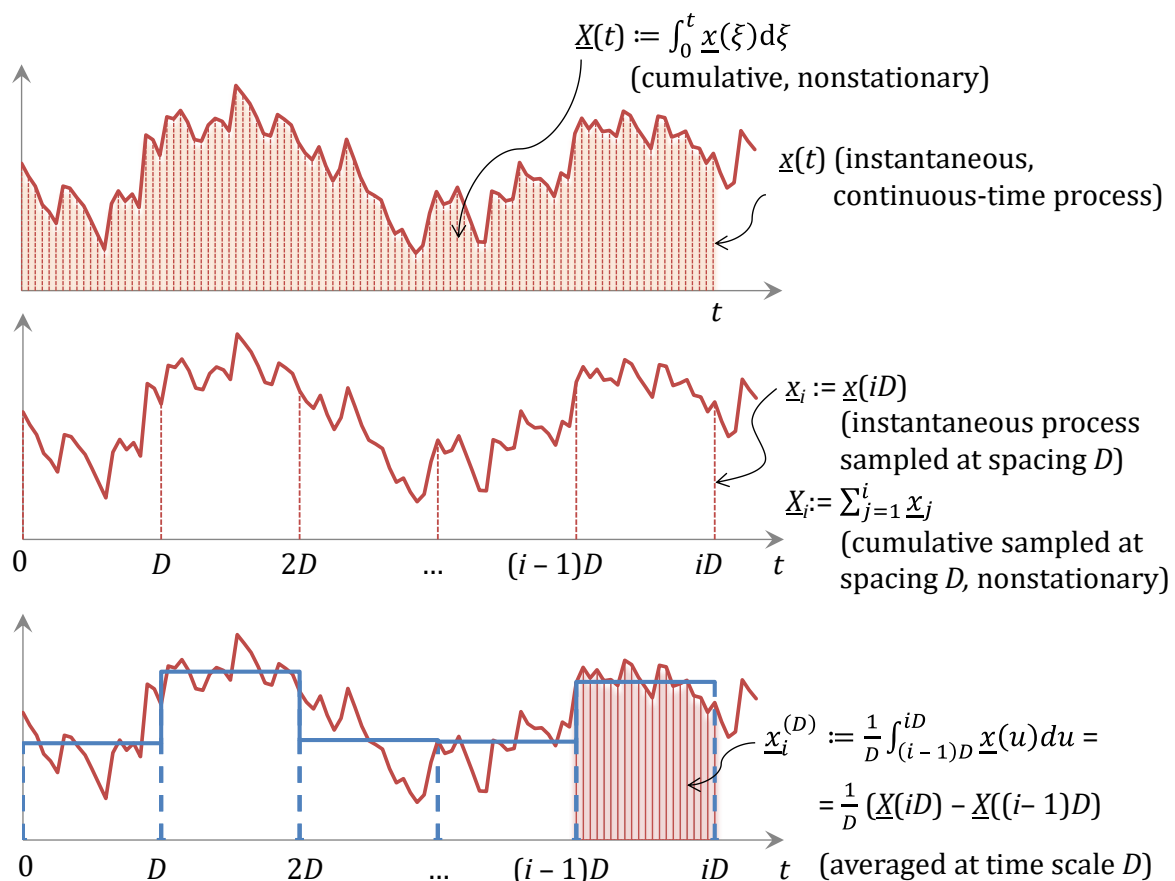 X(t) ≔ ∫₀ᵗ x(ξ)dξ
(cumulative, nonstationary)
x(t) (instantaneous,
continuous-time process)
t
x_i := x(iD)
(instantaneous process
sampled at spacing D)
X_i := ∑_{j=1}^{i} x_j
(cumulative sampled at
spacing D, nonstationary)
0 D 2D ... (i – 1)D iD t
x_i^{(D)} ≔ 1/D ∫_{(i – 1)D}^{iD} x(u)du =
= 1/D (X(iD) – X((i– 1)D)
(averaged at time scale D)
0 D 2D ... (i – 1)D iD t